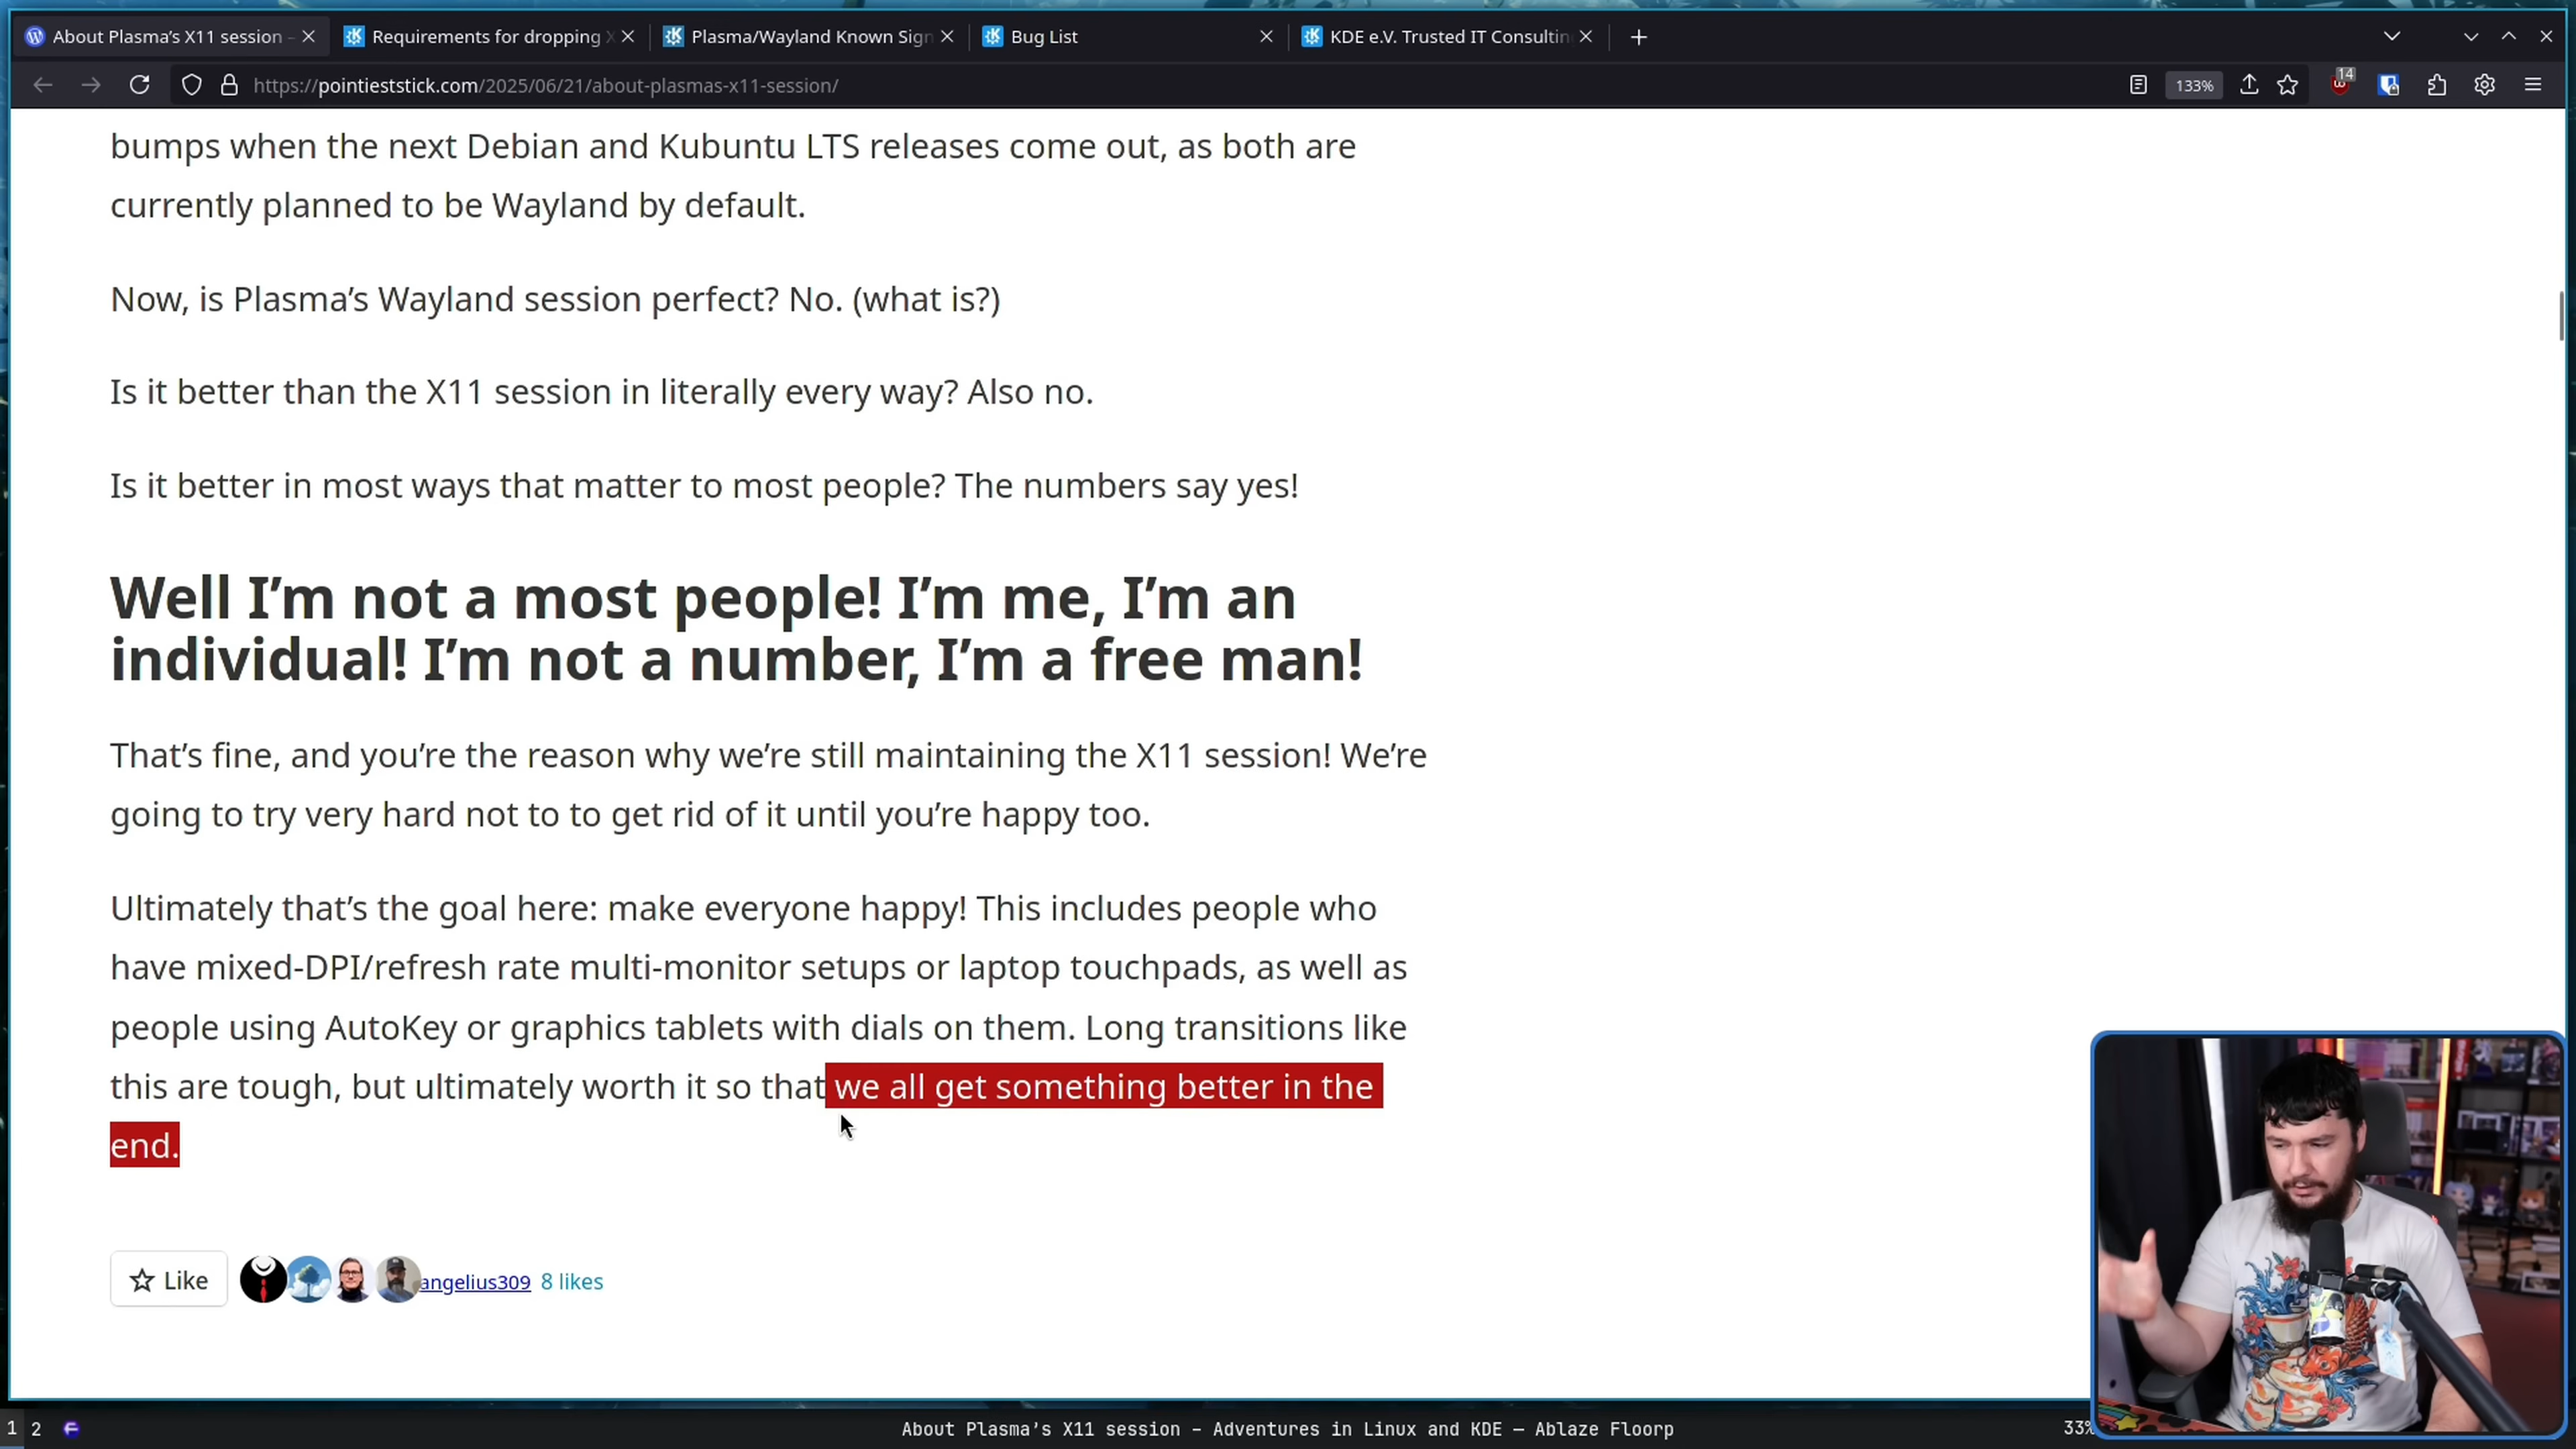 About Plasma’s X11 session –
Requirements for dropping X
Plasma/Wayland Known Sign
Bug List
KDE e.V. Trusted IT Consultin
https://pointieststick.com/2025/06/21/about-plasmas-x11-session/
133%
14
bumps when the next Debian and Kubuntu LTS releases come out, as both are
currently planned to be Wayland by default.
Now, is Plasma’s Wayland session perfect? No. (what is?)
Is it better than the X11 session in literally every way? Also no.
Is it better in most ways that matter to most people? The numbers say yes!
Well I’m not a most people! I’m me, I’m an
individual! I’m not a number, I’m a free man!
That’s fine, and you’re the reason why we’re still maintaining the X11 session! We’re
going to try very hard not to to get rid of it until you’re happy too.
Ultimately that’s the goal here: make everyone happy! This includes people who
have mixed-DPI/refresh rate multi-monitor setups or laptop touchpads, as well as
people using AutoKey or graphics tablets with dials on them. Long transitions like
this are tough, but ultimately worth it so that we all get something better in the
end.
Like
angelius309 8 likes
1 2
About Plasma’s X11 session – Adventures in Linux and KDE — Ablaze Floorp
33%